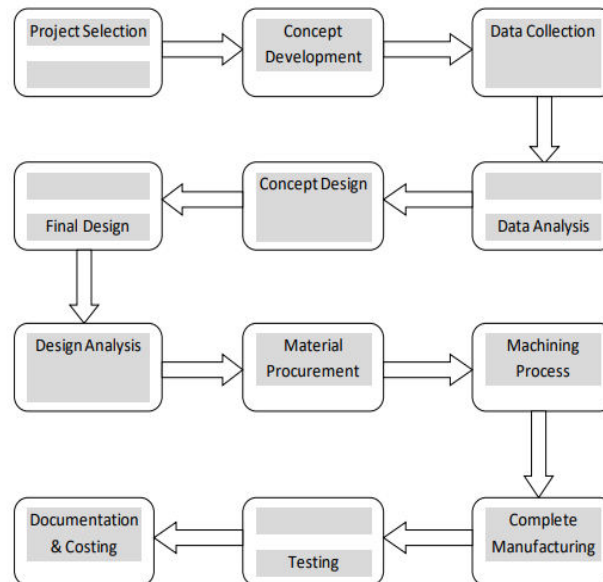 Project Selection
Concept
Development
Data Collection
Data Analysis
Concept Design
Final Design
Design Analysis
Material
Procurement
Machining
Process
Complete
Manufacturing
Testing
Documentation
& Costing